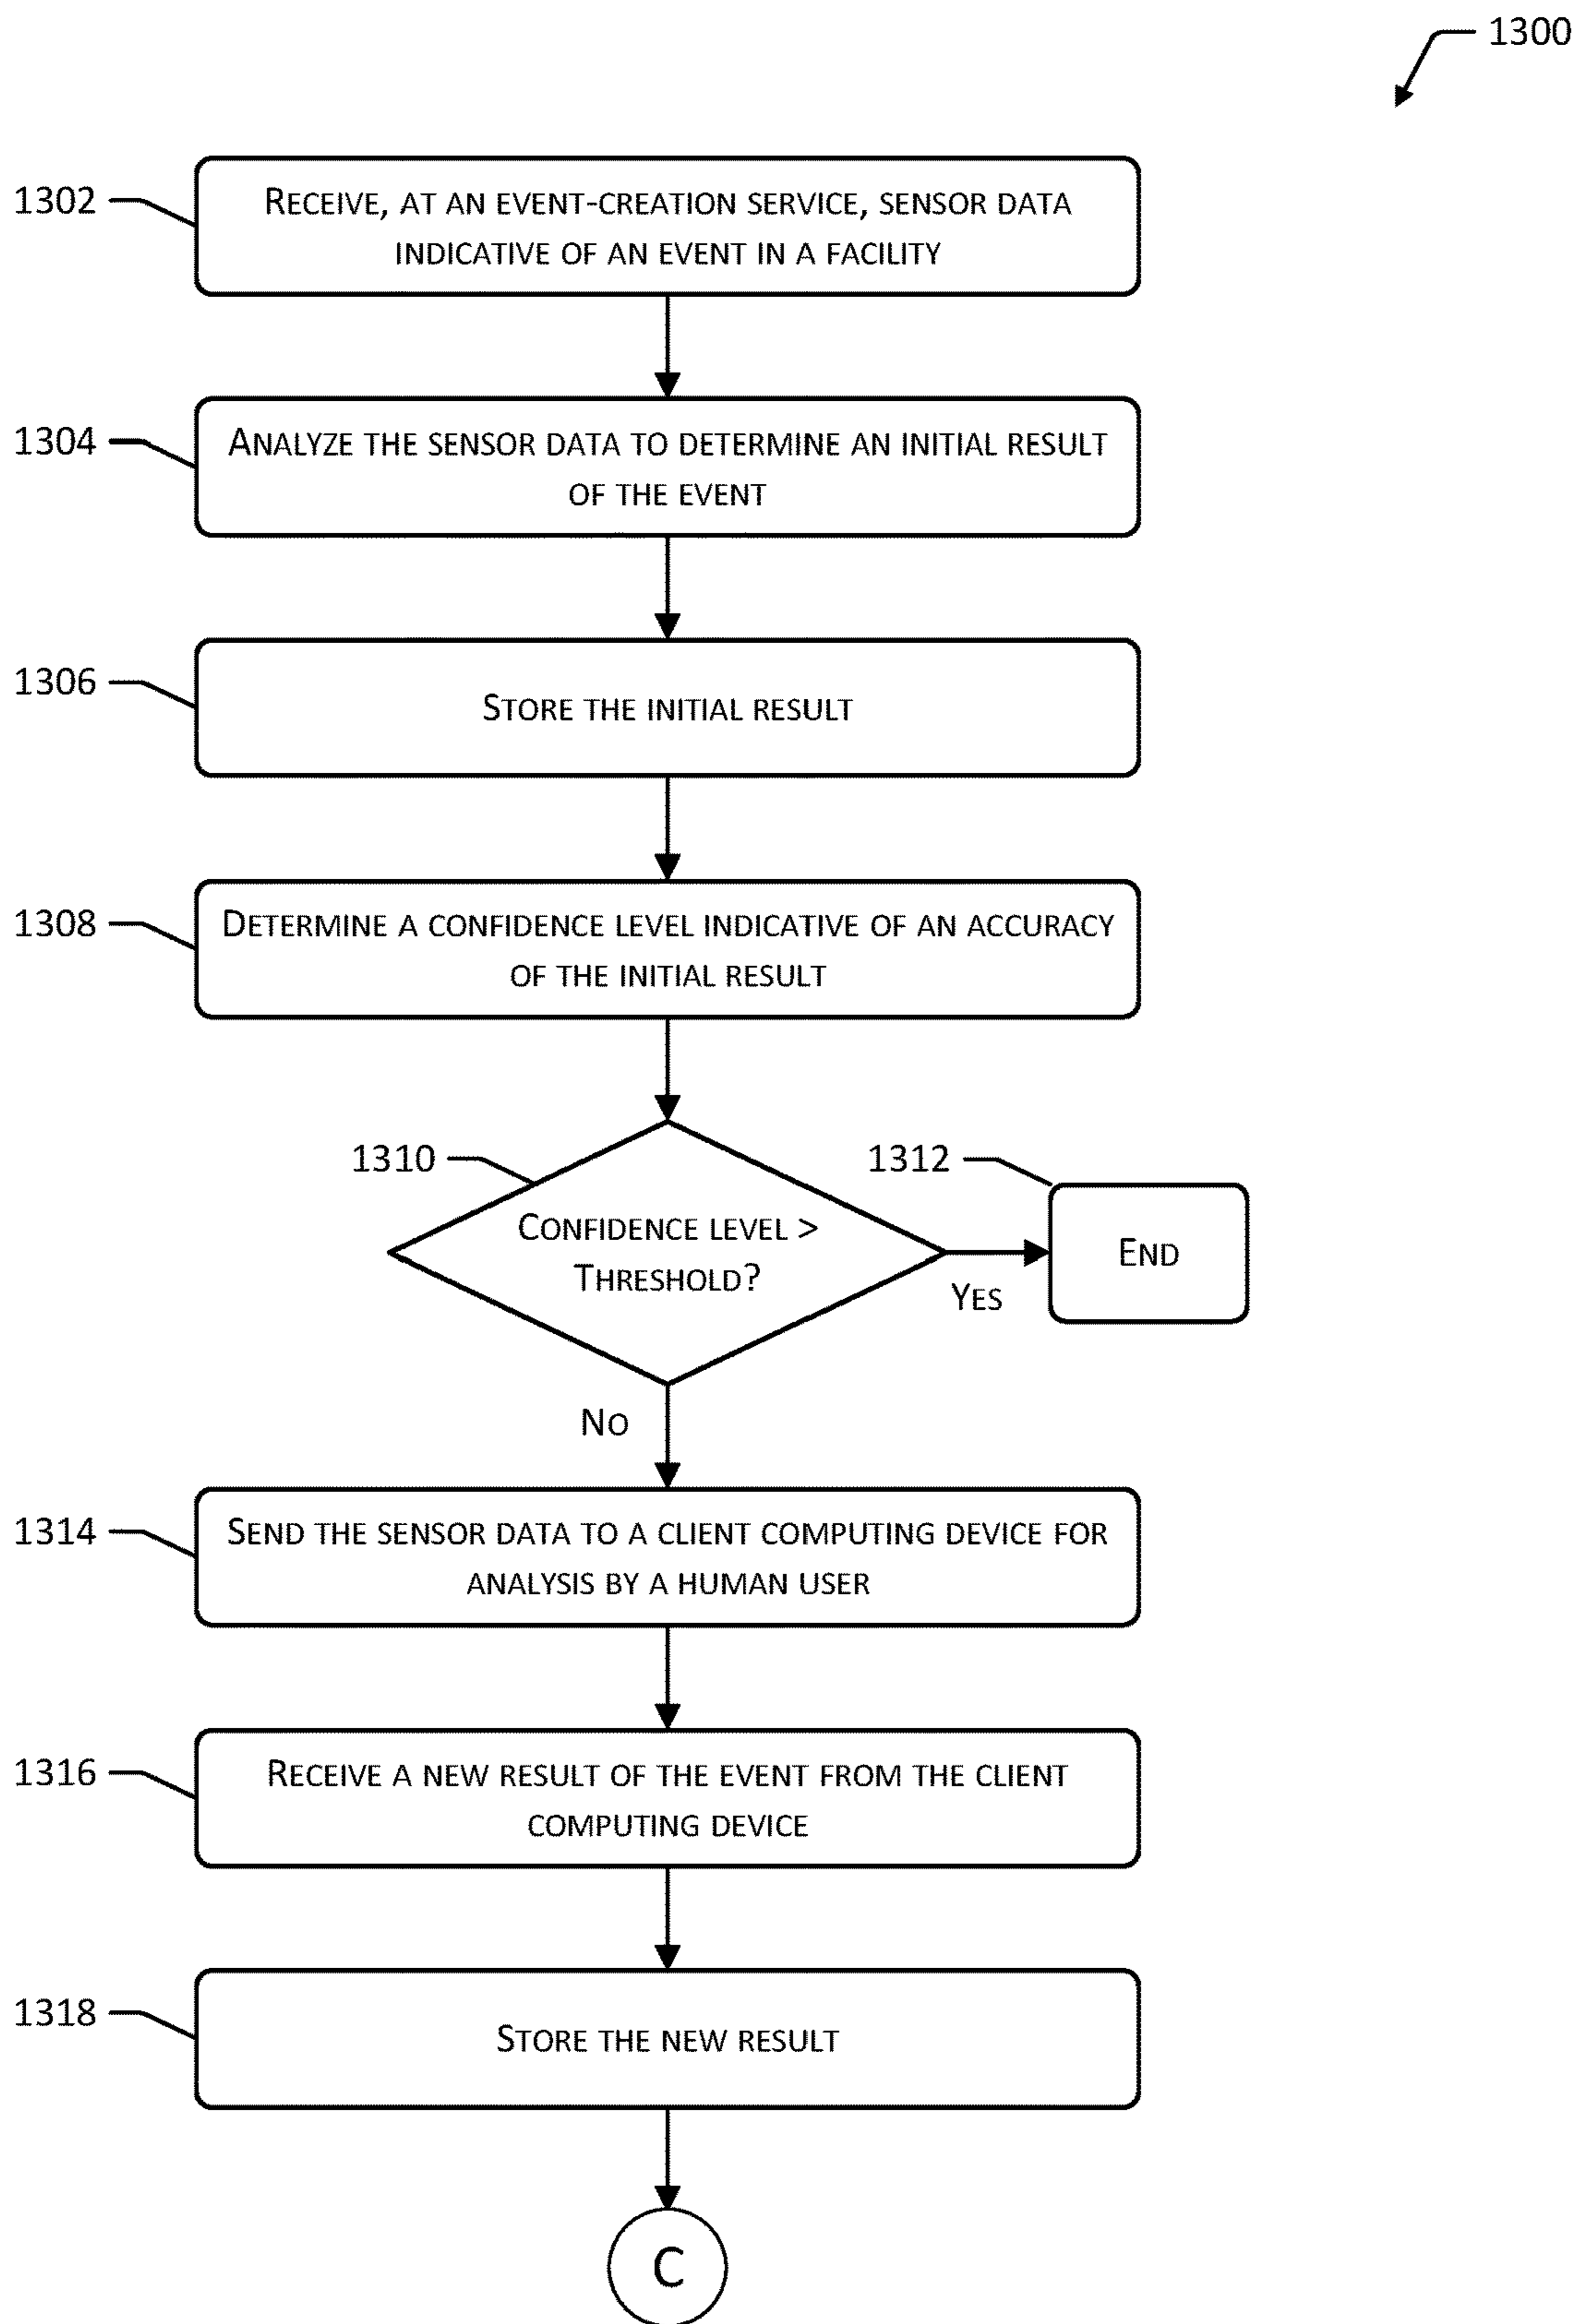 1300
1302
RECEIVE, AT AN EVENT-CREATION SERVICE, SENSOR DATA
INDICATIVE OF AN EVENT IN A FACILITY
1304
ANALYZE THE SENSOR DATA TO DETERMINE AN INITIAL RESULT
OF THE EVENT
1306
STORE THE INITIAL RESULT
1308
DETERMINE A CONFIDENCE LEVEL INDICATIVE OF AN ACCURACY
OF THE INITIAL RESULT
1310
CONFIDENCE LEVEL >
THRESHOLD?
1312
END
YES
NO
1314
SEND THE SENSOR DATA TO A CLIENT COMPUTING DEVICE FOR
ANALYSIS BY A HUMAN USER
1316
RECEIVE A NEW RESULT OF THE EVENT FROM THE CLIENT
COMPUTING DEVICE
1318
STORE THE NEW RESULT
C